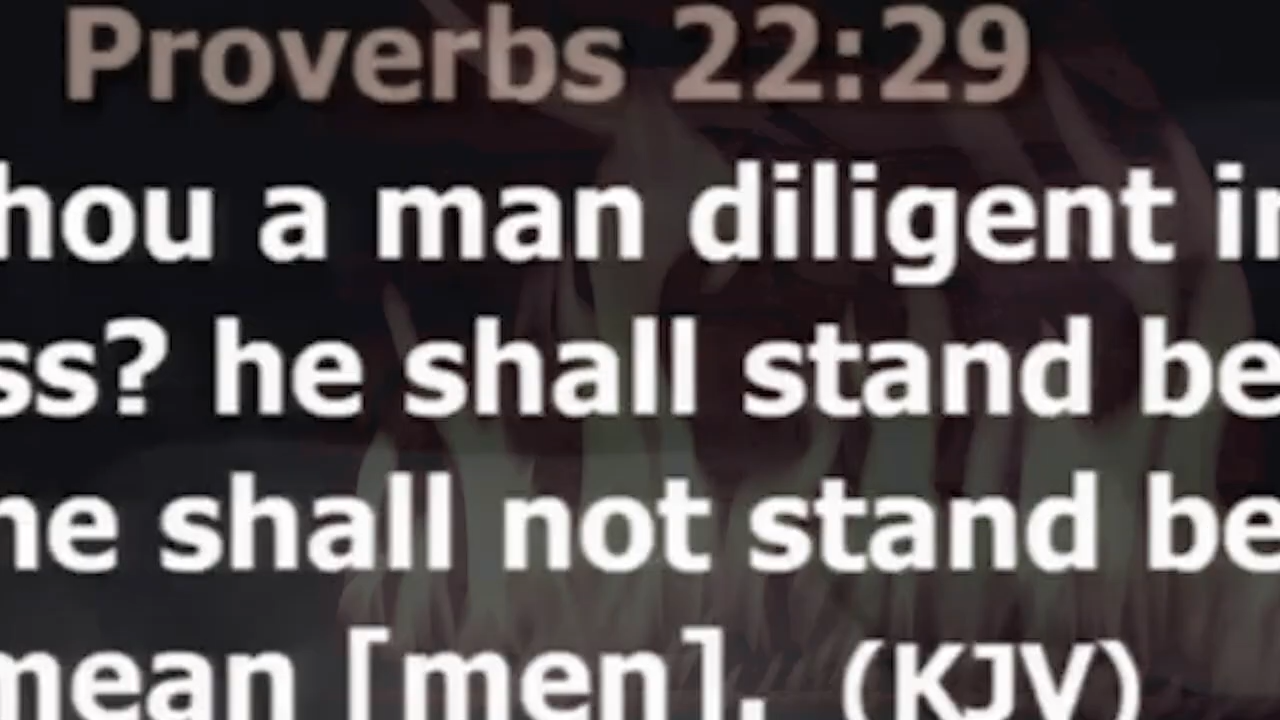 Proverbs 22:29
hou a man diligent in
ss? he shall stand be
he shall not stand be
mean [men]. (KJV)